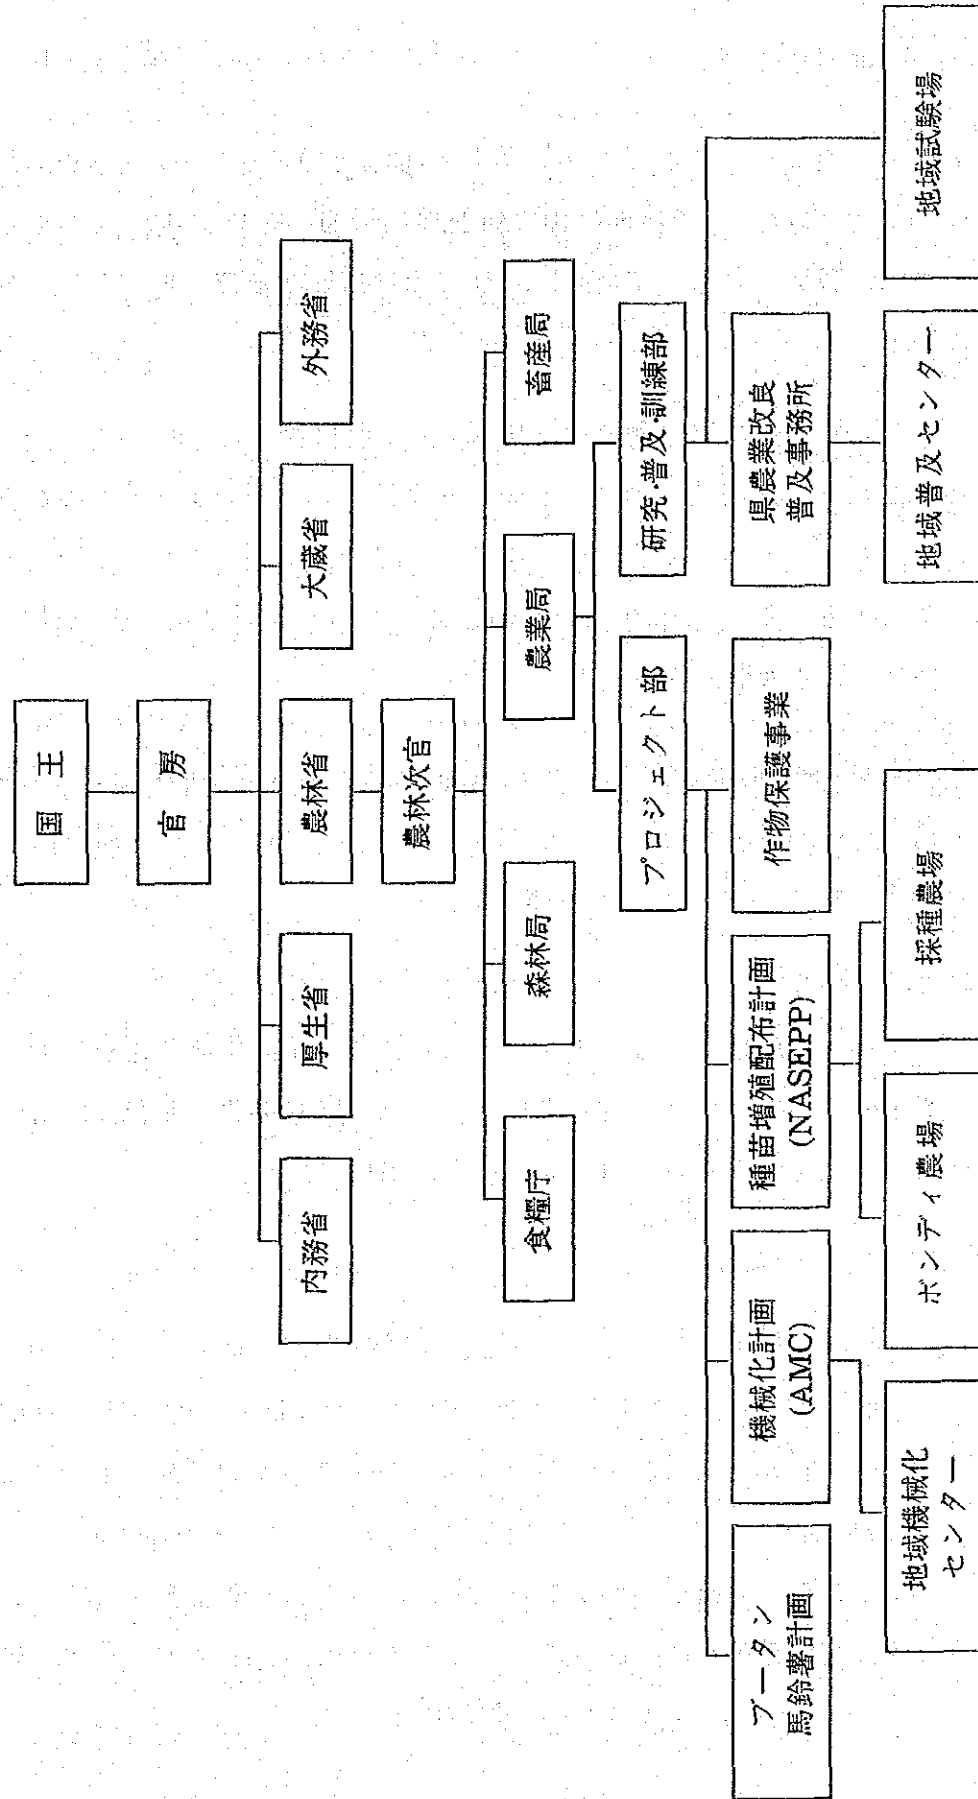 国王
官房
内務省
厚生省
農林省
大蔵省
外務省
農林次官
食糧庁
森林局
農業局
畜産局
プロジェクト部
研究・普及・訓練部
ブータン
馬鈴薯計画
機械化計画
(AMC)
種苗増殖配布計画
(NASEPP)
作物保護事業
県農業改良
普及事務所
地域機械化
センター
ボンディ農場
採種農場
地域普及センター
地域試験場